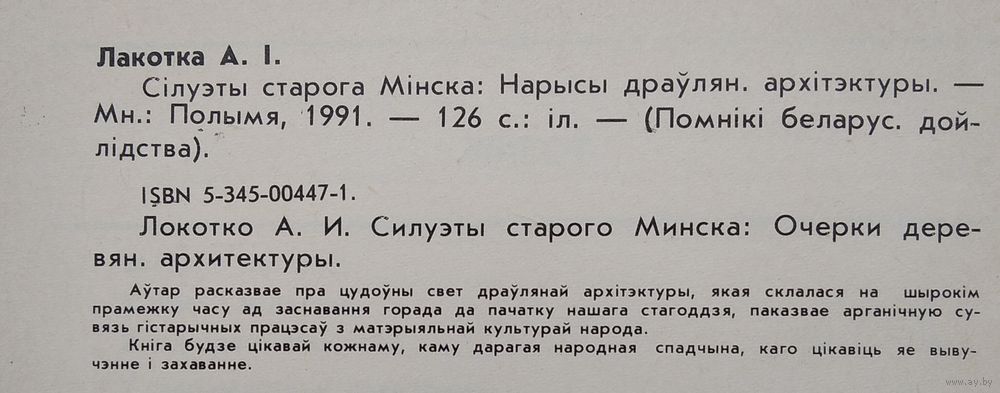 Лакотка А. І.
Сілуэты старога Мінска: Нарысы драўлян. архітэктуры. —
Мн.: Полымя, 1991. — 126 с.: іл. — (Помнікі беларус. дой-
лідства).
ISBN 5-345-00447-1.
Локотко А. И. Силуэты старого Минска: Очерки дере-
вян. архитектуры.
Аўтар расказвае пра цудоўны свет драўлянай архітэктуры, якая склалася на шырокім
прамежку часу ад заснавання горада да пачатку нашага стагоддзя, паказвае арганічную су-
вязь гістарычных працэсаў з матэрыяльнай культурай народа.
Кніга будзе цікавай кожнаму, каму дарагая народная спадчына, каго цікавіць яе выву-
чэнне і захаванне.
www.ay.by